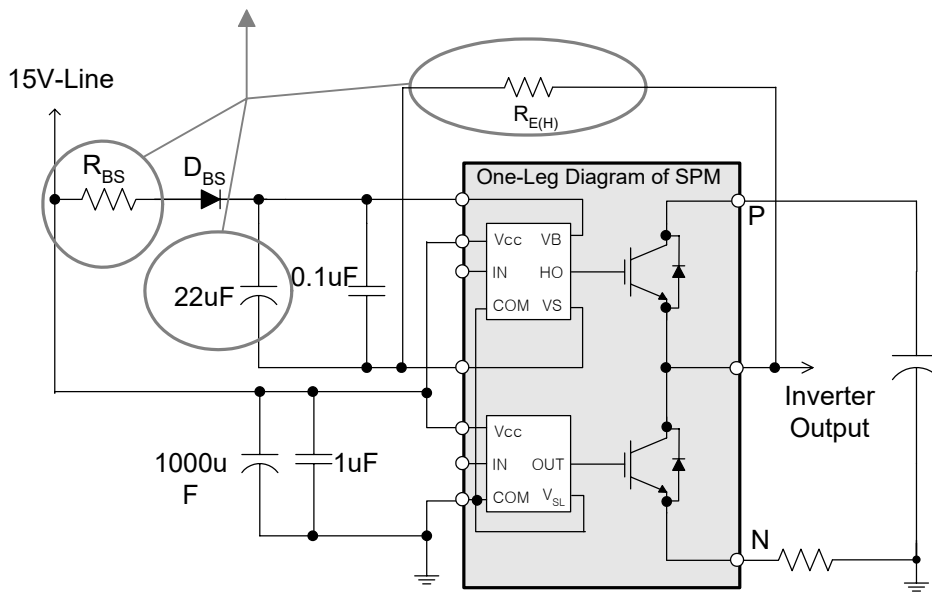 15V-Line
R_E(H)
R_BS
D_BS
One-Leg Diagram of SPM
P
Vcc VB
0.1uF
IN HO
22uF
COM VS
Inverter
Output
Vcc
1000u
F
1uF
IN OUT
COM V_SL
N